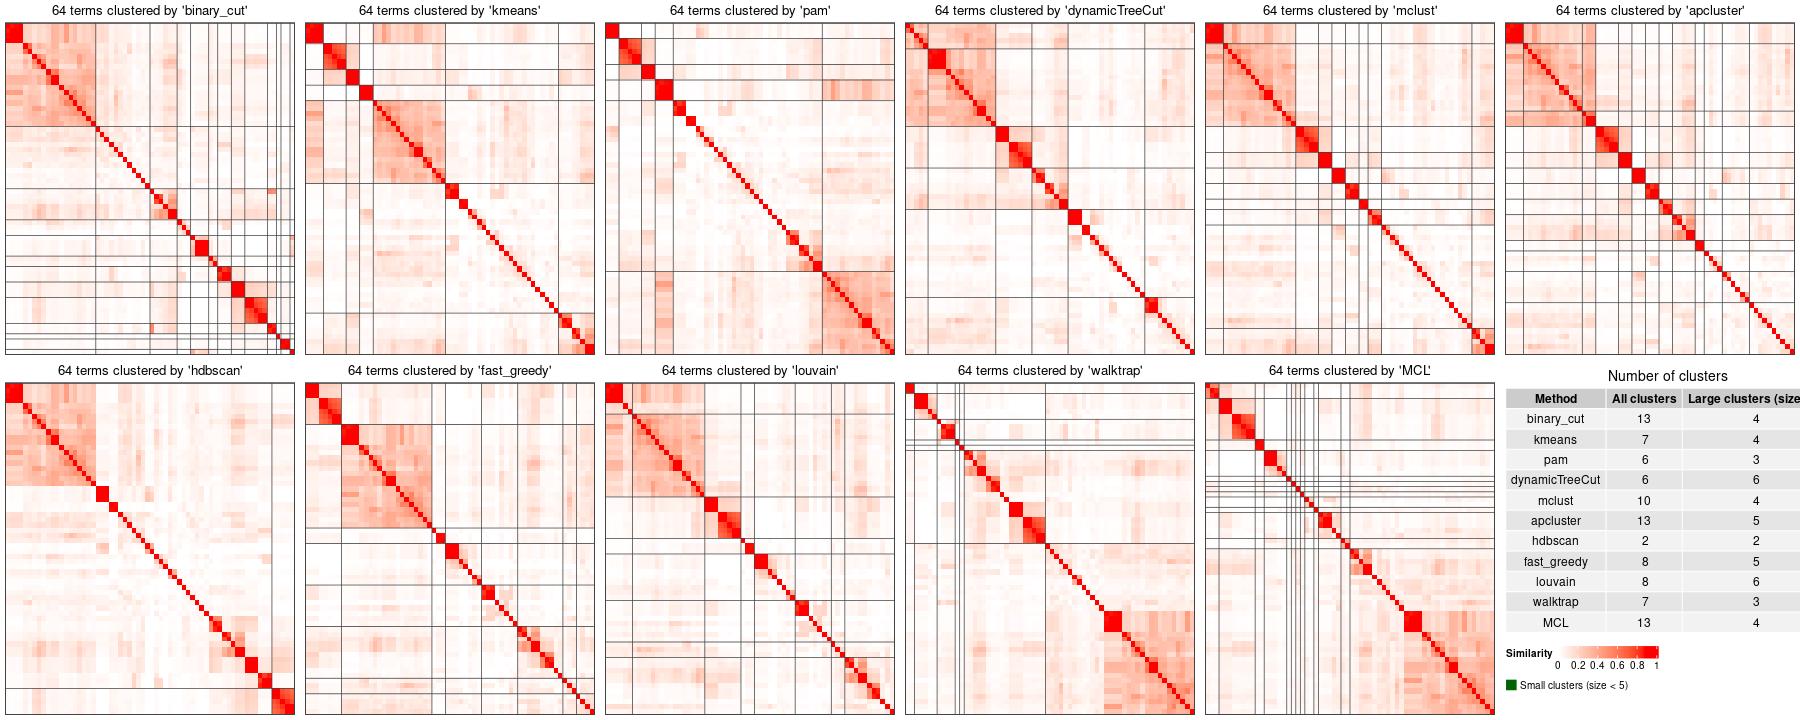 64 terms clustered by 'binary_cut'
64 terms clustered by 'kmeans'
64 terms clustered by 'pam'
64 terms clustered by 'dynamicTreeCut'
64 terms clustered by 'mclust'
64 terms clustered by 'apcluster'
64 terms clustered by 'hdbscan'
64 terms clustered by 'fast_greedy'
64 terms clustered by 'louvain'
64 terms clustered by 'walktrap'
64 terms clustered by 'MCL'
Number of clusters
Method All clusters Large clusters (size
binary_cut 13 4
kmeans 7 4
pam 6 3
dynamicTreeCut 6 6
mclust 10 4
apcluster 13 5
hdbscan 2 2
fast_greedy 8 5
louvain 8 6
walktrap 7 3
MCL 13 4
Similarity
0 0.2 0.4 0.6 0.8 1
Small clusters (size < 5)